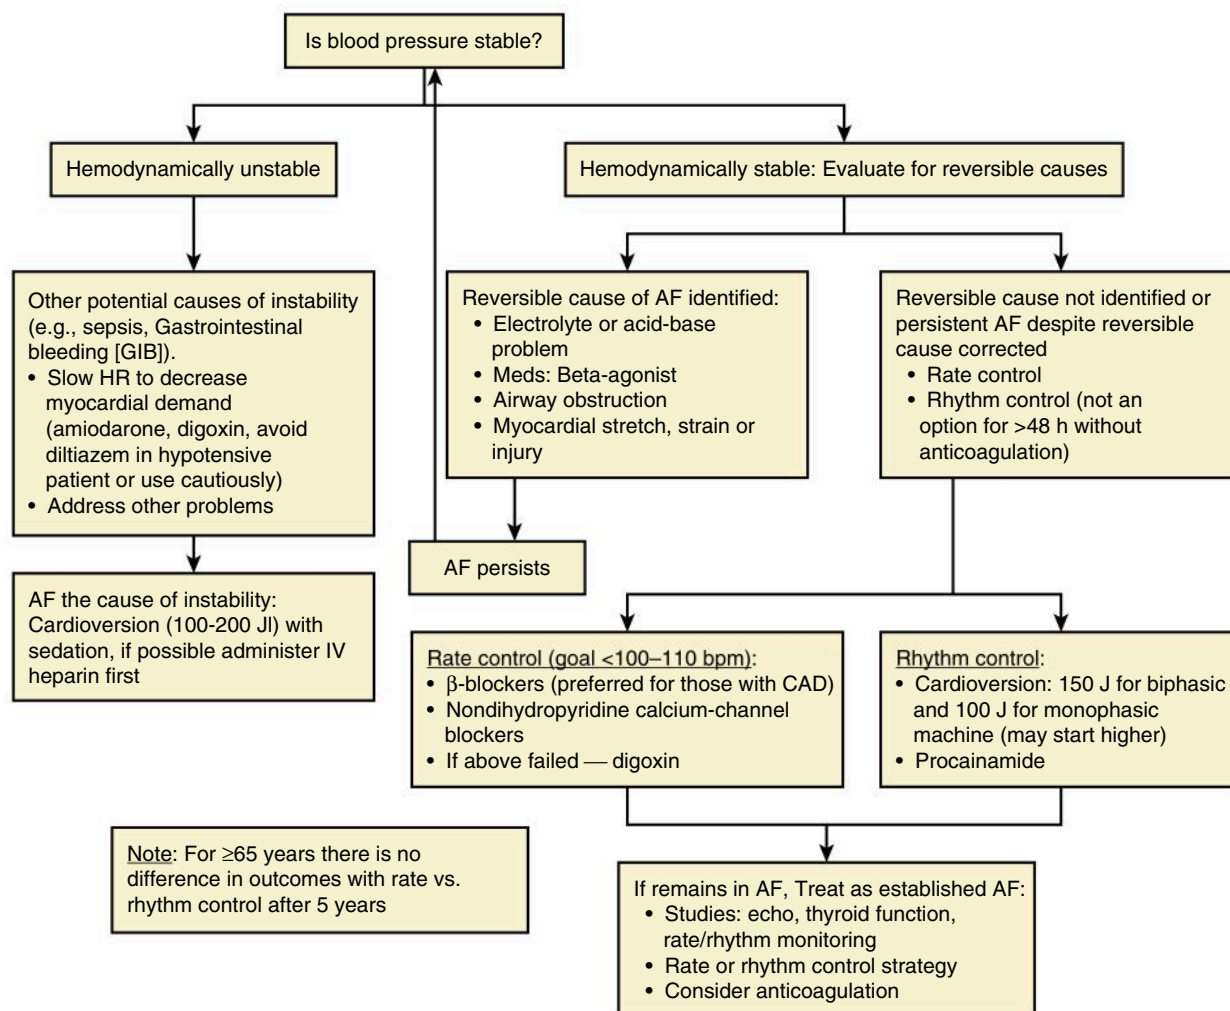 Is blood pressure stable?
Hemodynamically unstable
Hemodynamically stable: Evaluate for reversible causes
Other potential causes of instability
(e.g., sepsis, Gastrointestinal
bleeding [GIB]).
• Slow HR to decrease
myocardial demand
(amiodarone, digoxin, avoid
diltiazem in hypotensive
patient or use cautiously)
• Address other problems
Reversible cause of AF identified:
• Electrolyte or acid-base
problem
• Meds: Beta-agonist
• Airway obstruction
• Myocardial stretch, strain or
injury
Reversible cause not identified or
persistent AF despite reversible
cause corrected
• Rate control
• Rhythm control (not an
option for >48 h without
anticoagulation)
AF persists
AF the cause of instability:
Cardioversion (100-200 Jl) with
sedation, if possible administer IV
heparin first
Rate control (goal <100–110 bpm):
• β-blockers (preferred for those with CAD)
• Nondihydropyridine calcium-channel
blockers
• If above failed — digoxin
Rhythm control:
• Cardioversion: 150 J for biphasic
and 100 J for monophasic
machine (may start higher)
• Procainamide
Note: For ≥65 years there is no
difference in outcomes with rate vs.
rhythm control after 5 years
If remains in AF, Treat as established AF:
• Studies: echo, thyroid function,
rate/rhythm monitoring
• Rate or rhythm control strategy
• Consider anticoagulation